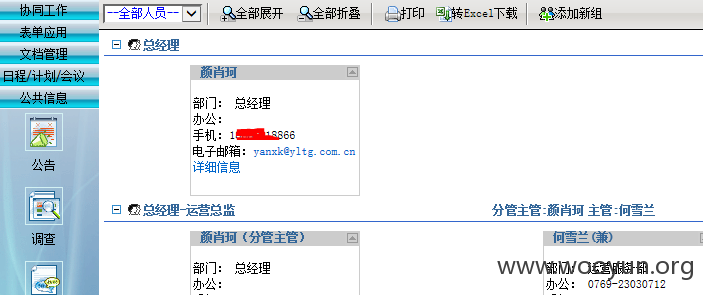 协同工作
表单应用
文档管理
日程/计划/会议
公共信息
公告
调查
--全部人员-- 全部展开 全部折叠 打印 转Excel下载 添加新组
总经理
颜肖珂
部门: 总经理
办公:
手机: 18866
电子邮箱: yanxk@yltg.com.cn
详细信息
总经理-运营总监 分管主管:颜肖珂 主管:何雪兰
颜肖珂(分管主管)
部门: 总经理
办公:
何雪兰(兼)
部门: 运营服务部
办公: 0769-23030712
www.wooyun.org